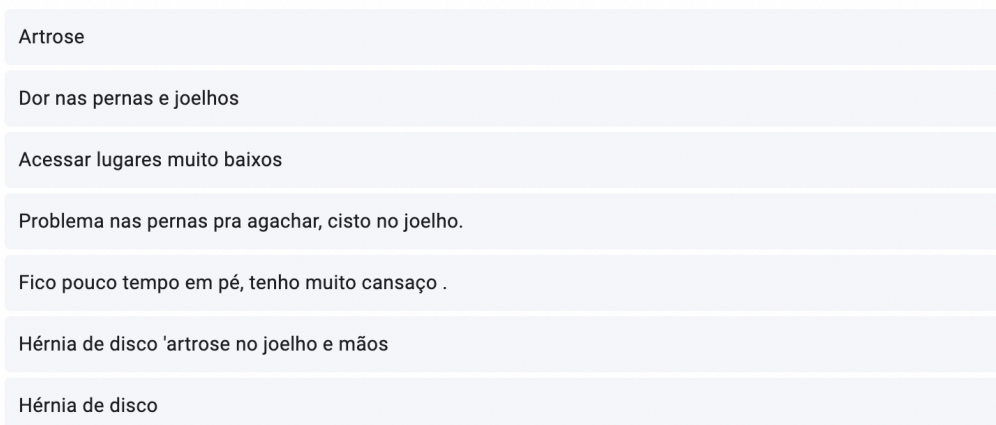 Artrose
Dor nas pernas e joelhos
Acessar lugares muito baixos
Problema nas pernas pra agachar, cisto no joelho.
Fico pouco tempo em pé, tenho muito cansaço .
Hérnia de disco 'artrose no joelho e mãos
Hérnia de disco